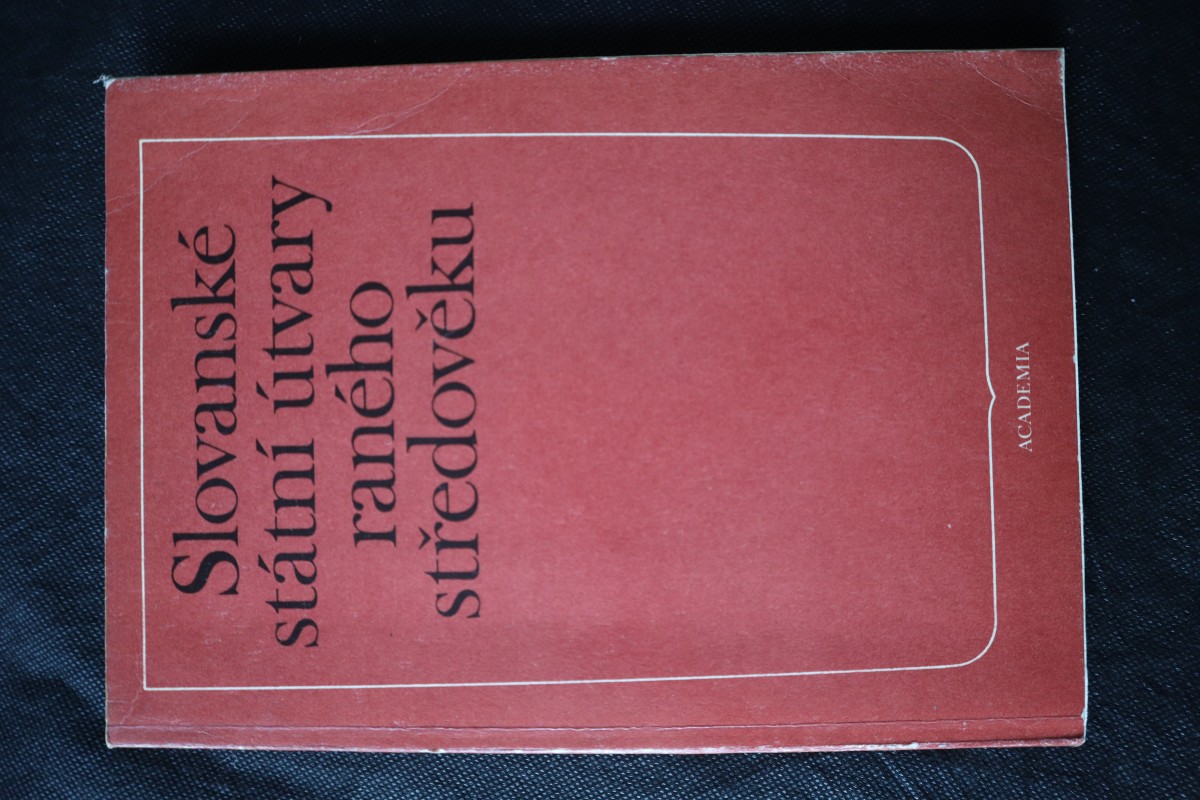 Slovanské
státní útvary
raného
středověku
ACADEMIA